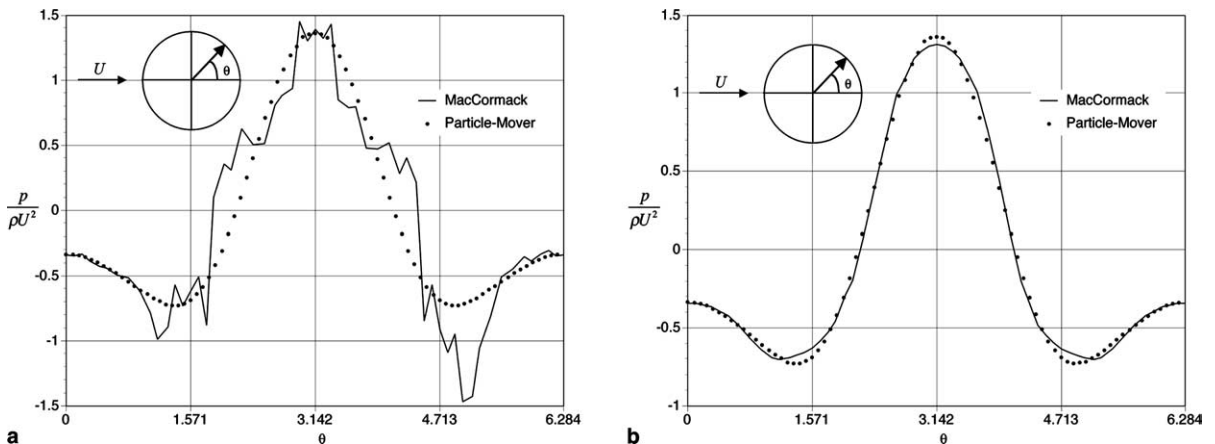 1.5
1
0.5
0
-0.5
-1
-1.5
p
ρU²
U
θ
MacCormack
Particle-Mover
0
1.571
3.142
4.713
6.284
θ
a
1.5
1
0.5
0
-0.5
-1
p
ρU²
U
θ
MacCormack
Particle-Mover
0
1.571
3.142
4.713
6.284
θ
b